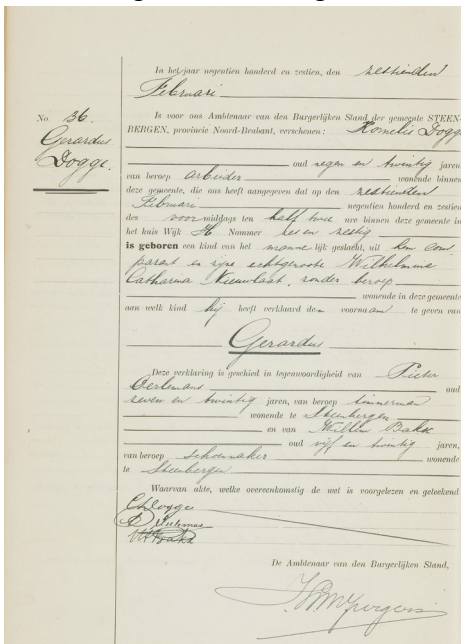 In het jaar negentien honderd en zestien, den zestienden
Februari
No. 36.
Gerardus
Dogge.
Is voor ons Ambtenaar van den Burgerlijken Stand der gemeente STEEN-
BERGEN, provincie Noord-Brabant, verschenen: Kornelis Dogge
oud negen en twintig jaren,
van beroep arbeider wonende binnen
deze gemeente, die ons heeft aangegeven dat op den zestienden
Februari negentien honderd en zestien
des voor middags ten half twee ure binnen deze gemeente in
het huis Wijk H Nummer zes en zestig
is geboren een kind van het manne lijk geslacht, uit hem com
parant en zijne echtgenoote Wilhelmina
Catharina Nieuwlaat, zonder beroep
wonende in deze gemeente
aan welk kind hij heeft verklaard den voornaam te geven van
Gerardus
Deze verklaring is geschied in tegenwoordigheid van Pieter
Oerlemans oud
zeven en twintig jaren, van beroep timmerman
wonende te Steenbergen
en van Willem Bakx
oud vijf en twintig jaren,
van beroep schoenmaker wonende
te Steenbergen
Waarvan akte, welke overeenkomstig de wet is voorgelezen en geteekend
C Dogge
P Oerlemans
W Bakx
De Ambtenaar van den Burgerlijken Stand,